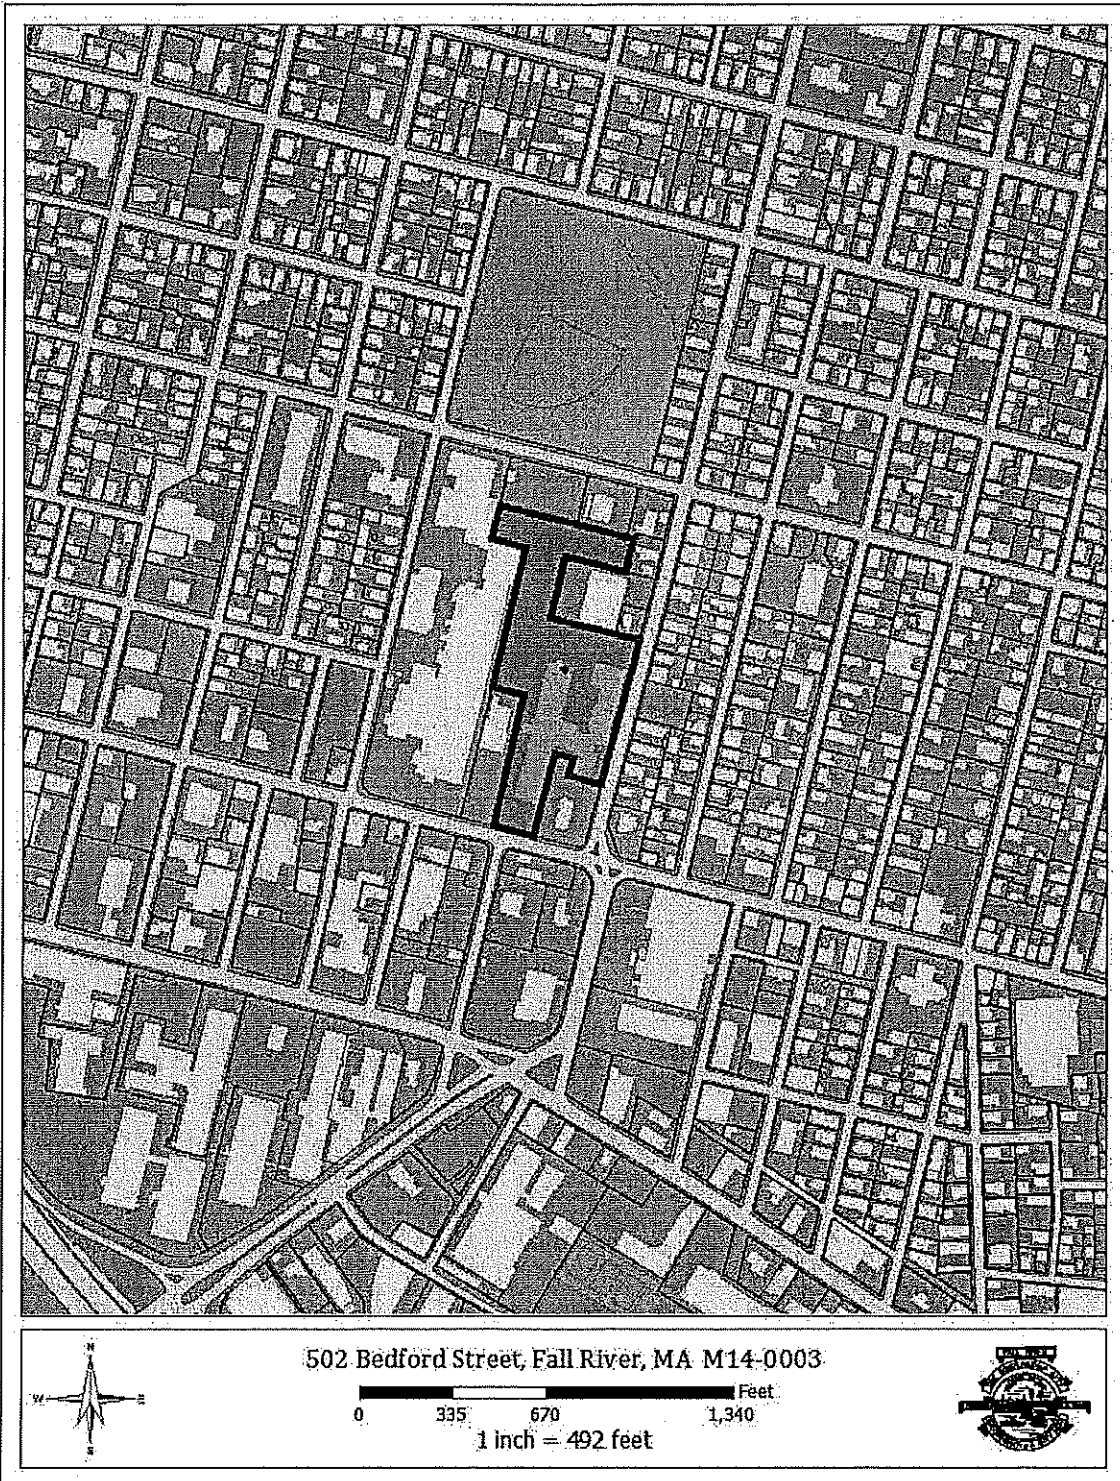 N
W E
S
502 Bedford Street, Fall River, MA M14-0003
Feet
0 335 670 1,340
1 inch = 492 feet